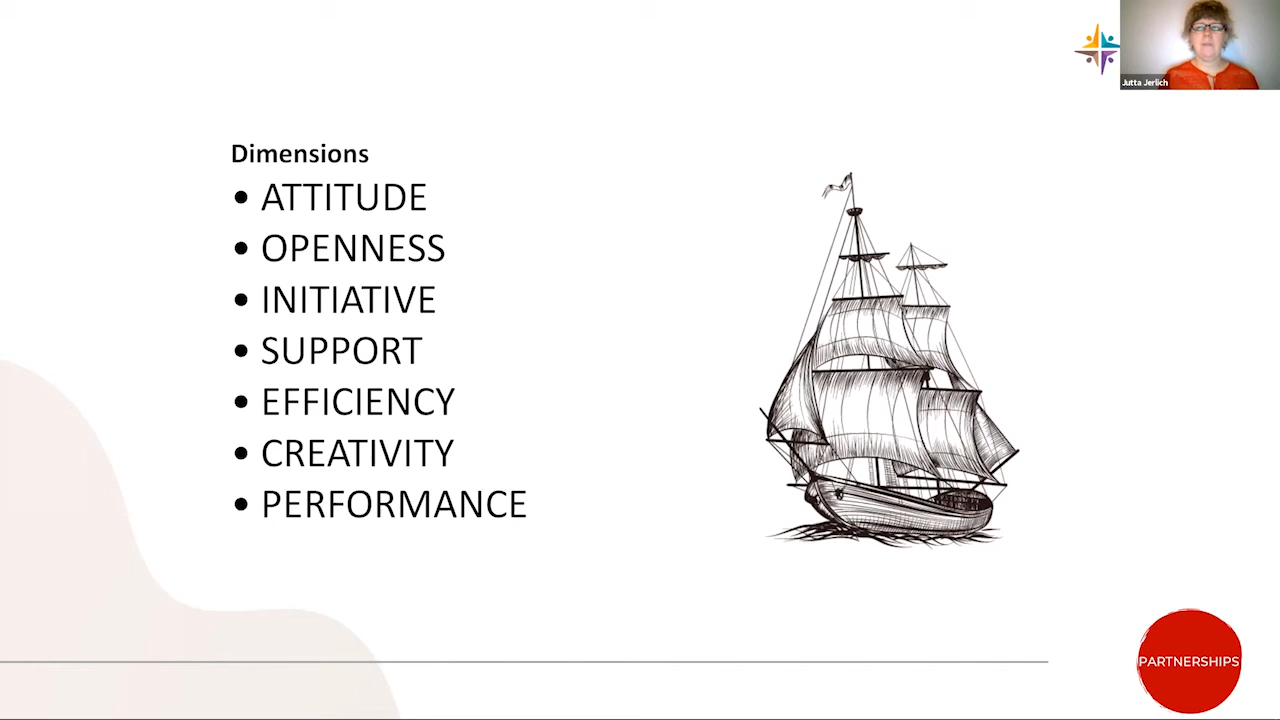 Jutta Jerlich
Dimensions
• ATTITUDE
• OPENNESS
• INITIATIVE
• SUPPORT
• EFFICIENCY
• CREATIVITY
• PERFORMANCE
PARTNERSHIPS